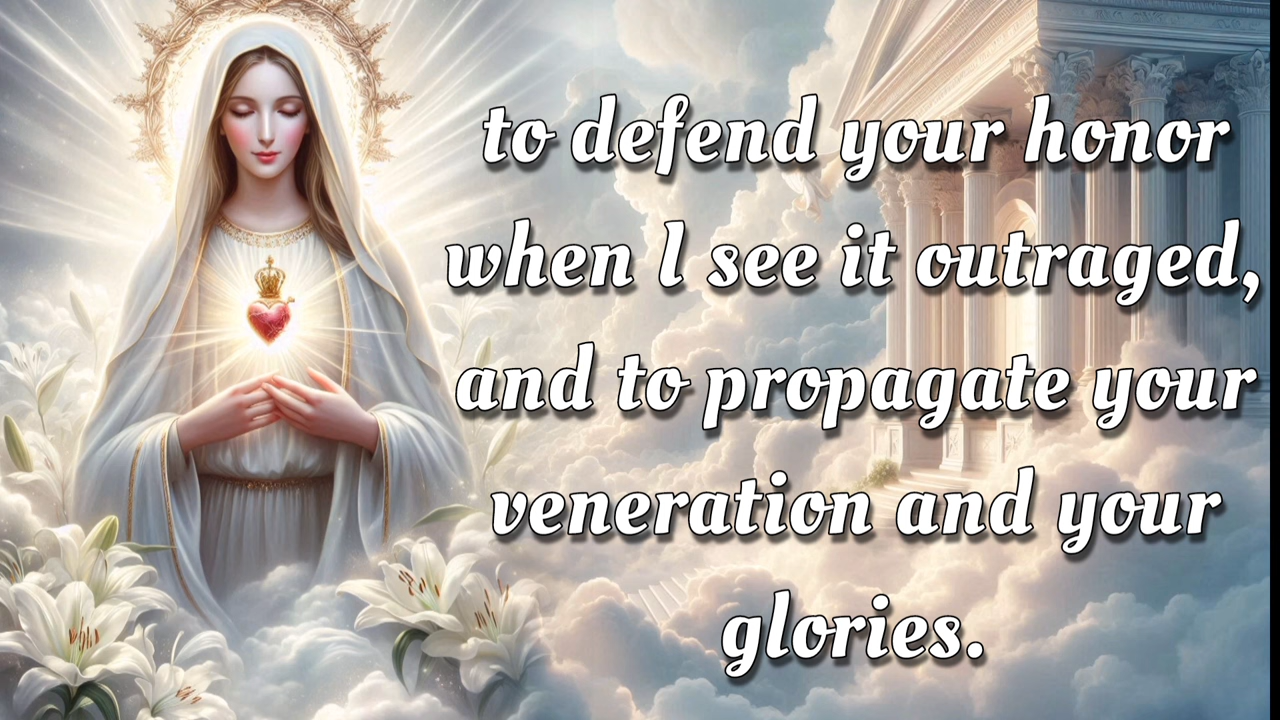 to defend your honor
when I see it outraged,
and to propagate your
veneration and your
glories.